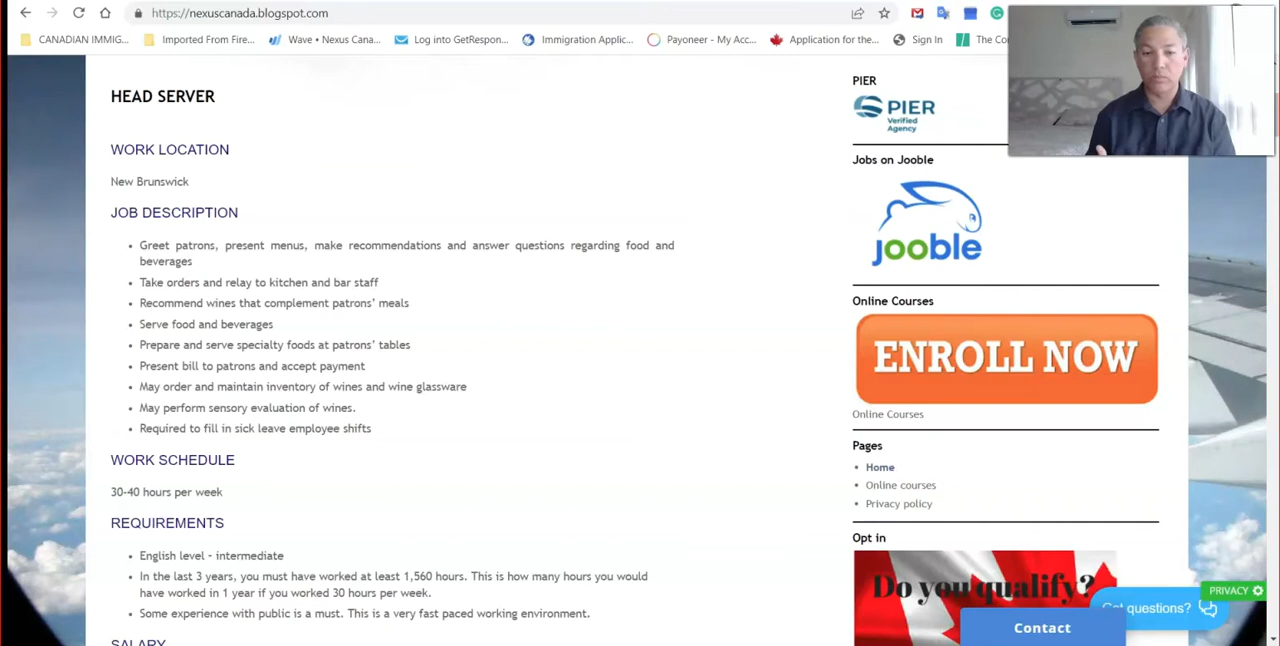 https://nexuscanada.blogspot.com
CANADIAN IMMIG...
Imported From Fire...
Wave • Nexus Cana...
Log into GetRespon...
Immigration Applic...
Payoneer - My Acc...
Application for the...
Sign In
The Co
HEAD SERVER
WORK LOCATION
New Brunswick
JOB DESCRIPTION
• Greet patrons, present menus, make recommendations and answer questions regarding food and
beverages
• Take orders and relay to kitchen and bar staff
• Recommend wines that complement patrons’ meals
• Serve food and beverages
• Prepare and serve specialty foods at patrons’ tables
• Present bill to patrons and accept payment
• May order and maintain inventory of wines and wine glassware
• May perform sensory evaluation of wines.
• Required to fill in sick leave employee shifts
WORK SCHEDULE
30-40 hours per week
REQUIREMENTS
• English level - intermediate
• In the last 3 years, you must have worked at least 1,560 hours. This is how many hours you would
have worked in 1 year if you worked 30 hours per week.
• Some experience with public is a must. This is a very fast paced working environment.
SALARY
PIER
PIER
Verified
Agency
Jobs on Jooble
jooble
Online Courses
ENROLL NOW
Online Courses
Pages
• Home
• Online courses
• Privacy policy
Opt in
Do you qualify?
PRIVACY
Got questions?
Contact